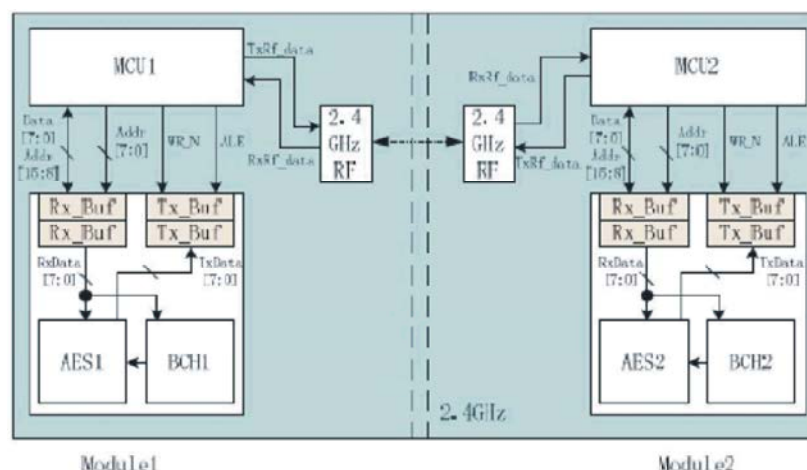 MCU1
TxRf_data
RxRf_data
2.4
GHz
RF
Data
[7:0]
Addr
[15:8]
Addr
[7:0]
WR_N
ALE
Rx_Buf
Rx_Buf
Tx_Buf
Tx_Buf
RxData
[7:0]
TxData
[7:0]
AES1
BCH1
Module1
MCU2
RxRf_data
TxRf_data
2.4
GHz
RF
Data
[7:0]
Addr
[15:8]
Addr
[7:0]
WR_N
ALE
Rx_Buf
Rx_Buf
Tx_Buf
Tx_Buf
RxData
[7:0]
TxData
[7:0]
AES2
BCH2
2.4GHz
Module2